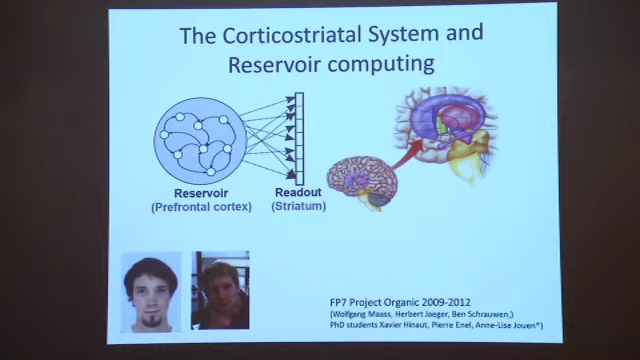 The Corticostriatal System and
Reservoir computing
Reservoir
(Prefrontal cortex)
Readout
(Striatum)
FP7 Project Organic 2009-2012
(Wolfgang Maass, Herbert Jaeger, Ben Schrauwen,)
PhD students Xavier Hinaut, Pierre Enel, Anne-Lise Jouen*)